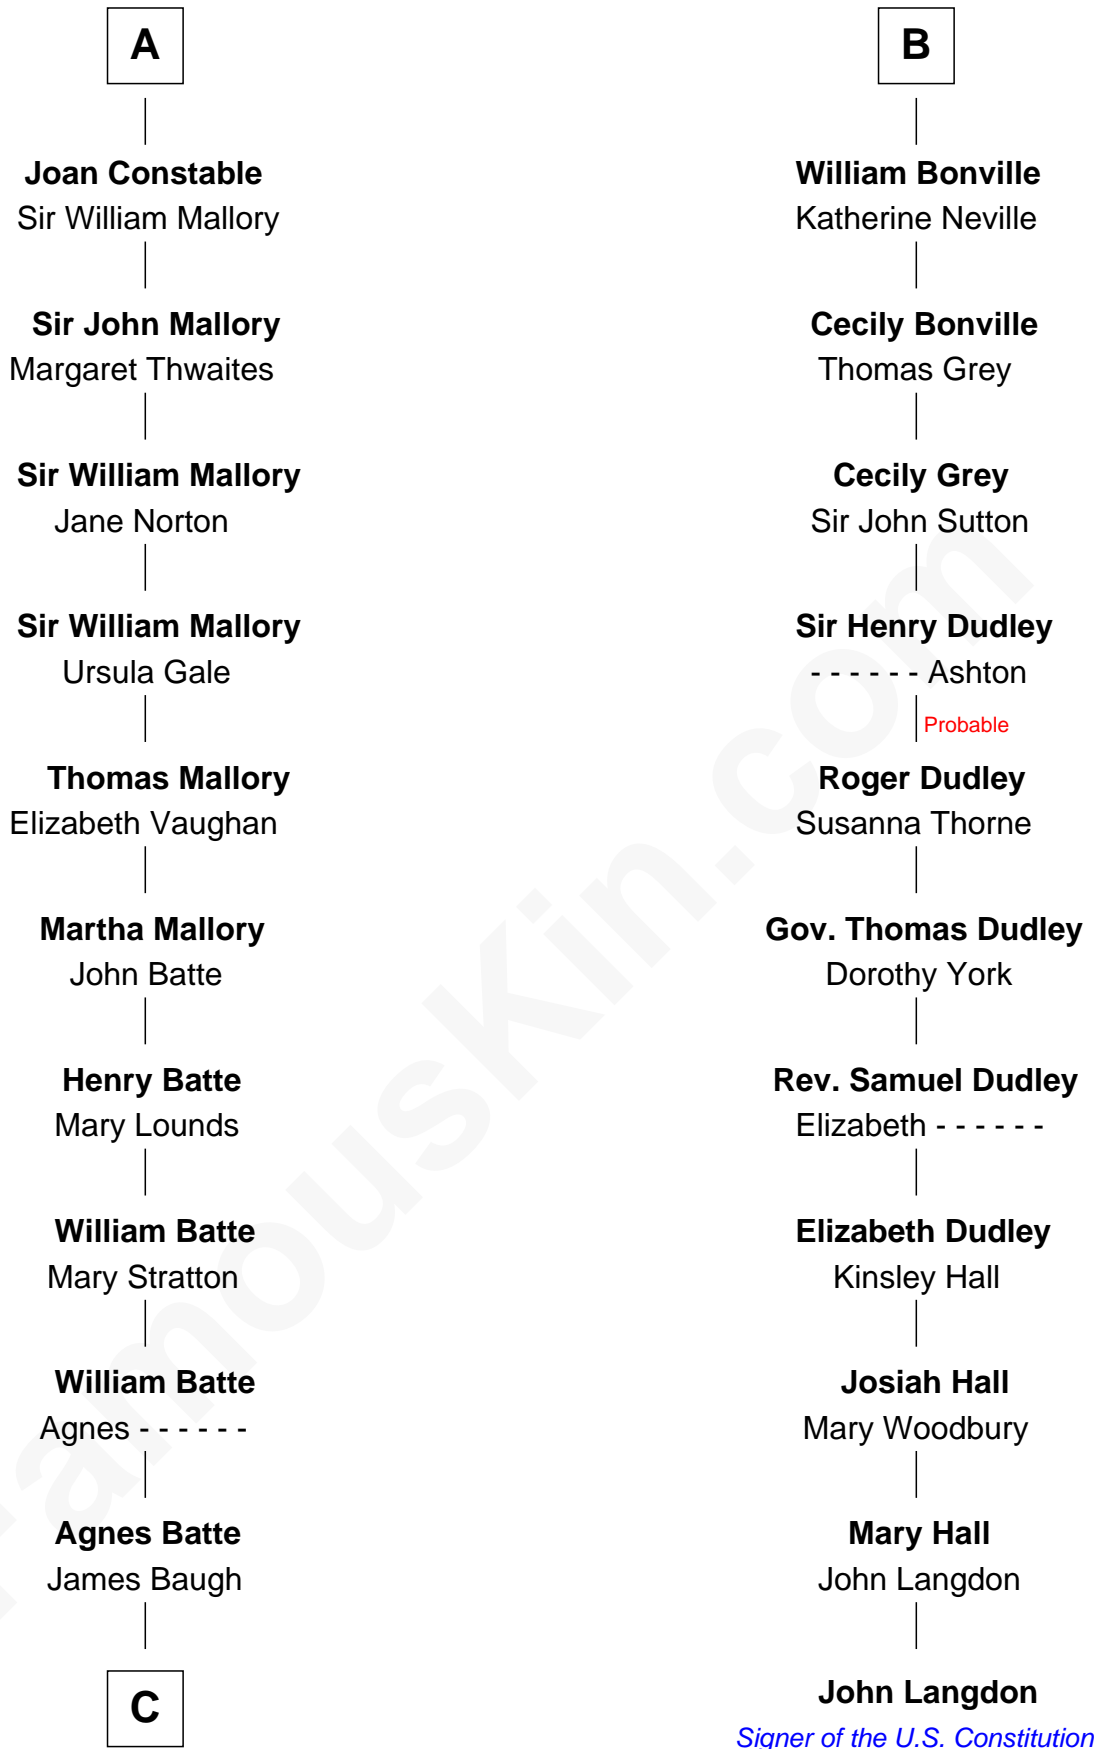 A
Joan Constable
Sir William Mallory
Sir John Mallory
Margaret Thwaites
Sir William Mallory
Jane Norton
Sir William Mallory
Ursula Gale
Thomas Mallory
Elizabeth Vaughan
Martha Mallory
John Batte
Henry Batte
Mary Lounds
William Batte
Mary Stratton
William Batte
Agnes - - - - - -
Agnes Batte
James Baugh
C
B
William Bonville
Katherine Neville
Cecily Bonville
Thomas Grey
Cecily Grey
Sir John Sutton
Sir Henry Dudley
- - - - - - Ashton
Probable
Roger Dudley
Susanna Thorne
Gov. Thomas Dudley
Dorothy York
Rev. Samuel Dudley
Elizabeth - - - - - -
Elizabeth Dudley
Kinsley Hall
Josiah Hall
Mary Woodbury
Mary Hall
John Langdon
John Langdon
Signer of the U.S. Constitution
FamousKin.com